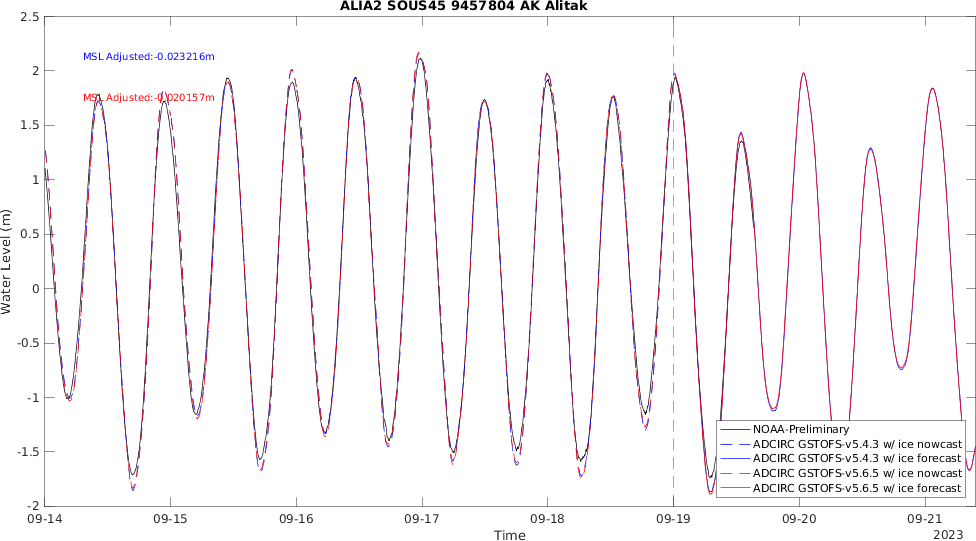 ALIA2 SOUS45 9457804 AK Alitak
2.5
MSL Adjusted:-0.023216m
2
MSL Adjusted:-0.020157m
1.5
1
0.5
0
-0.5
-1
-1.5
-2
Water Level (m)
NOAA-Preliminary
ADCIRC GSTOFS-v5.4.3 w/ ice nowcast
ADCIRC GSTOFS-v5.4.3 w/ ice forecast
ADCIRC GSTOFS-v5.6.5 w/ ice nowcast
ADCIRC GSTOFS-v5.6.5 w/ ice forecast
09-14 09-15 09-16 09-17 09-18 09-19 09-20 09-21
Time
2023